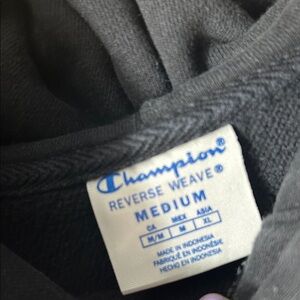 Champion®
REVERSE WEAVE®
MEDIUM
CA MEX ASIA
M/M M XL
MADE IN INDONESIA
FABRIQUÉ EN INDONÉSIE
HECHO EN INDONESIA